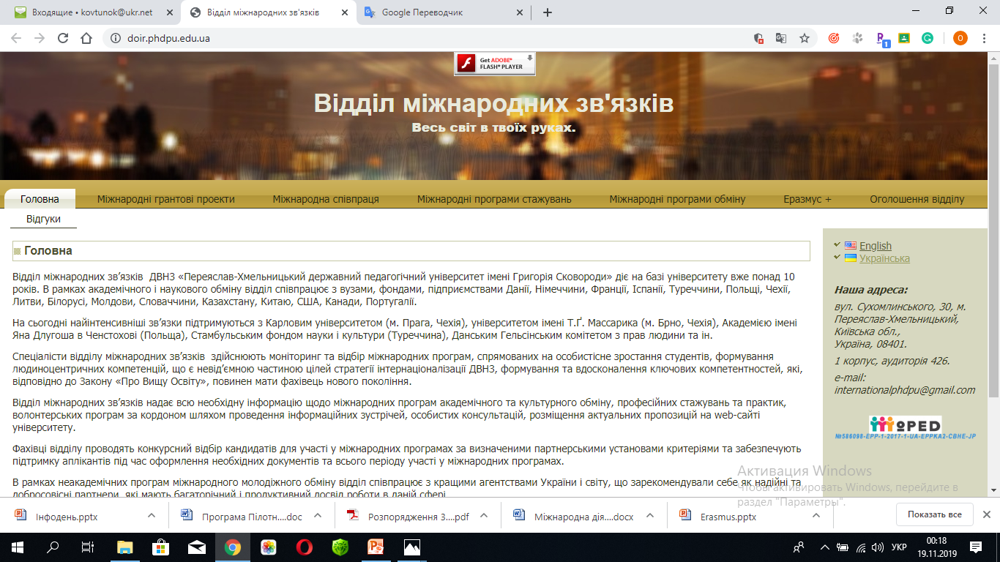 Входящие • kovtunok@ukr.net
Відділ міжнародних зв'язків
Google Переводчик
doir.phdpu.edu.ua
1
O
Get ADOBE®
FLASH® PLAYER
Відділ міжнародних зв'язків
Весь світ в твоїх руках.
Головна
Міжнародні грантові проекти
Міжнародна співпраця
Міжнародні програми стажувань
Міжнародні програми обміну
Еразмус +
Оголошення відділу
Відгуки
Головна
Відділ міжнародних зв’язків ДВНЗ «Переяслав-Хмельницький державний педагогічний університет імені Григорія Сковороди» діє на базі університету вже понад 10
років. В рамках академічного і наукового обміну відділ співпрацює з вузами, фондами, підприємствами Данії, Німеччини, Франції, Іспанії, Туреччини, Польщі, Чехії,
Литви, Білорусі, Молдови, Словаччини, Казахстану, Китаю, США, Канади, Португалії.
На сьогодні найінтенсивніші зв’язки підтримуються з Карловим університетом (м. Прага, Чехія), університетом імені Т.Ґ. Массарика (м. Брно, Чехія), Академією імені
Яна Длугоша в Ченстохові (Польща), Стамбульським фондом науки і культури (Туреччина), Данським Гельсінським комітетом з прав людини та ін.
Спеціалісти відділу міжнародних зв’язків здійснюють моніторинг та відбір міжнародних програм, спрямованих на особистісне зростання студентів, формування
людиноцентричних компетенцій, що є невід’ємною частиною цілей стратегії інтернаціоналізації ДВНЗ, формування та вдосконалення ключових компетентностей, які,
відповідно до Закону «Про Вищу Освіту», повинен мати фахівець нового покоління.
Відділ міжнародних зв’язків надає всю необхідну інформацію щодо міжнародних програм академічного та культурного обміну, професійних стажувань та практик,
волонтерських програм за кордоном шляхом проведення інформаційних зустрічей, особистих консультацій, розміщення актуальних пропозицій на web-сайті
університету.
Фахівці відділу проводять конкурсний відбір кандидатів для участі у міжнародних програмах за визначеними партнерськими установами критеріями та забезпечують
підтримку аплікантів під час оформлення необхідних документів та всього періоду участі у міжнародних програмах.
В рамках неакадемічних програм міжнародного молодіжного обміну відділ співпрацює з кращими агентствами України і світу, що зарекомендували себе як надійні та
добросовісні партнери, які мають багаторічний і продуктивний досвід роботи в даній сфері.
English
Українська
Наша адреса:
вул. Сухомлинського, 30, м.
Переяслав-Хмельницький,
Київська обл.,
Україна, 08401.
1 корпус, аудиторія 426.
e-mail:
internationalphdpu@gmail.com
MOPED
№586098-EPP-1-2017-1-UA-EPPKA2-CBHE-JP
Активация Windows
Чтобы активировать Windows, перейдите в
раздел "Параметры".
Інфодень.pptx
Програма Пілотн....doc
Розпорядження З....pdf
Міжнародна дія....docx
Erasmus.pptx
Показать все
УКР
00:18
19.11.2019